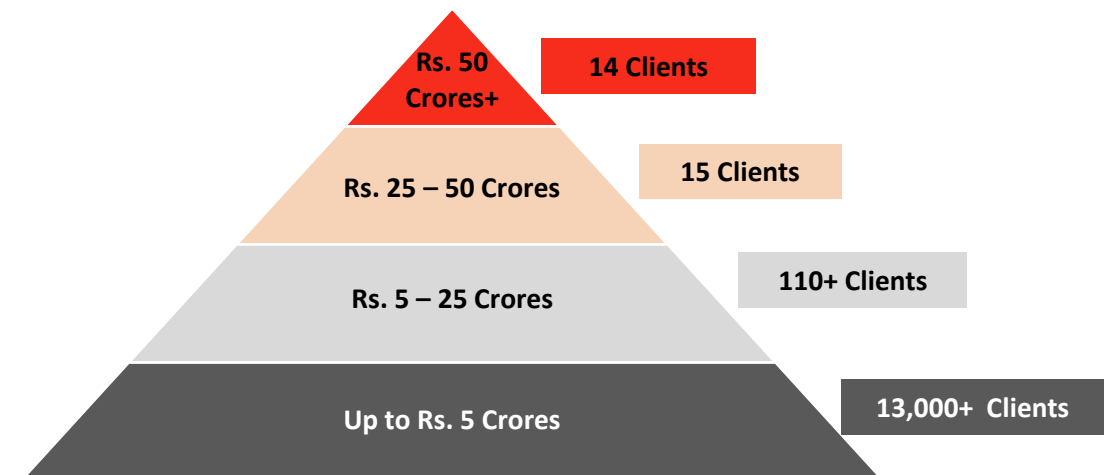 Rs. 50
Crores+
14 Clients
Rs. 25 – 50 Crores
15 Clients
Rs. 5 – 25 Crores
110+ Clients
Up to Rs. 5 Crores
13,000+  Clients